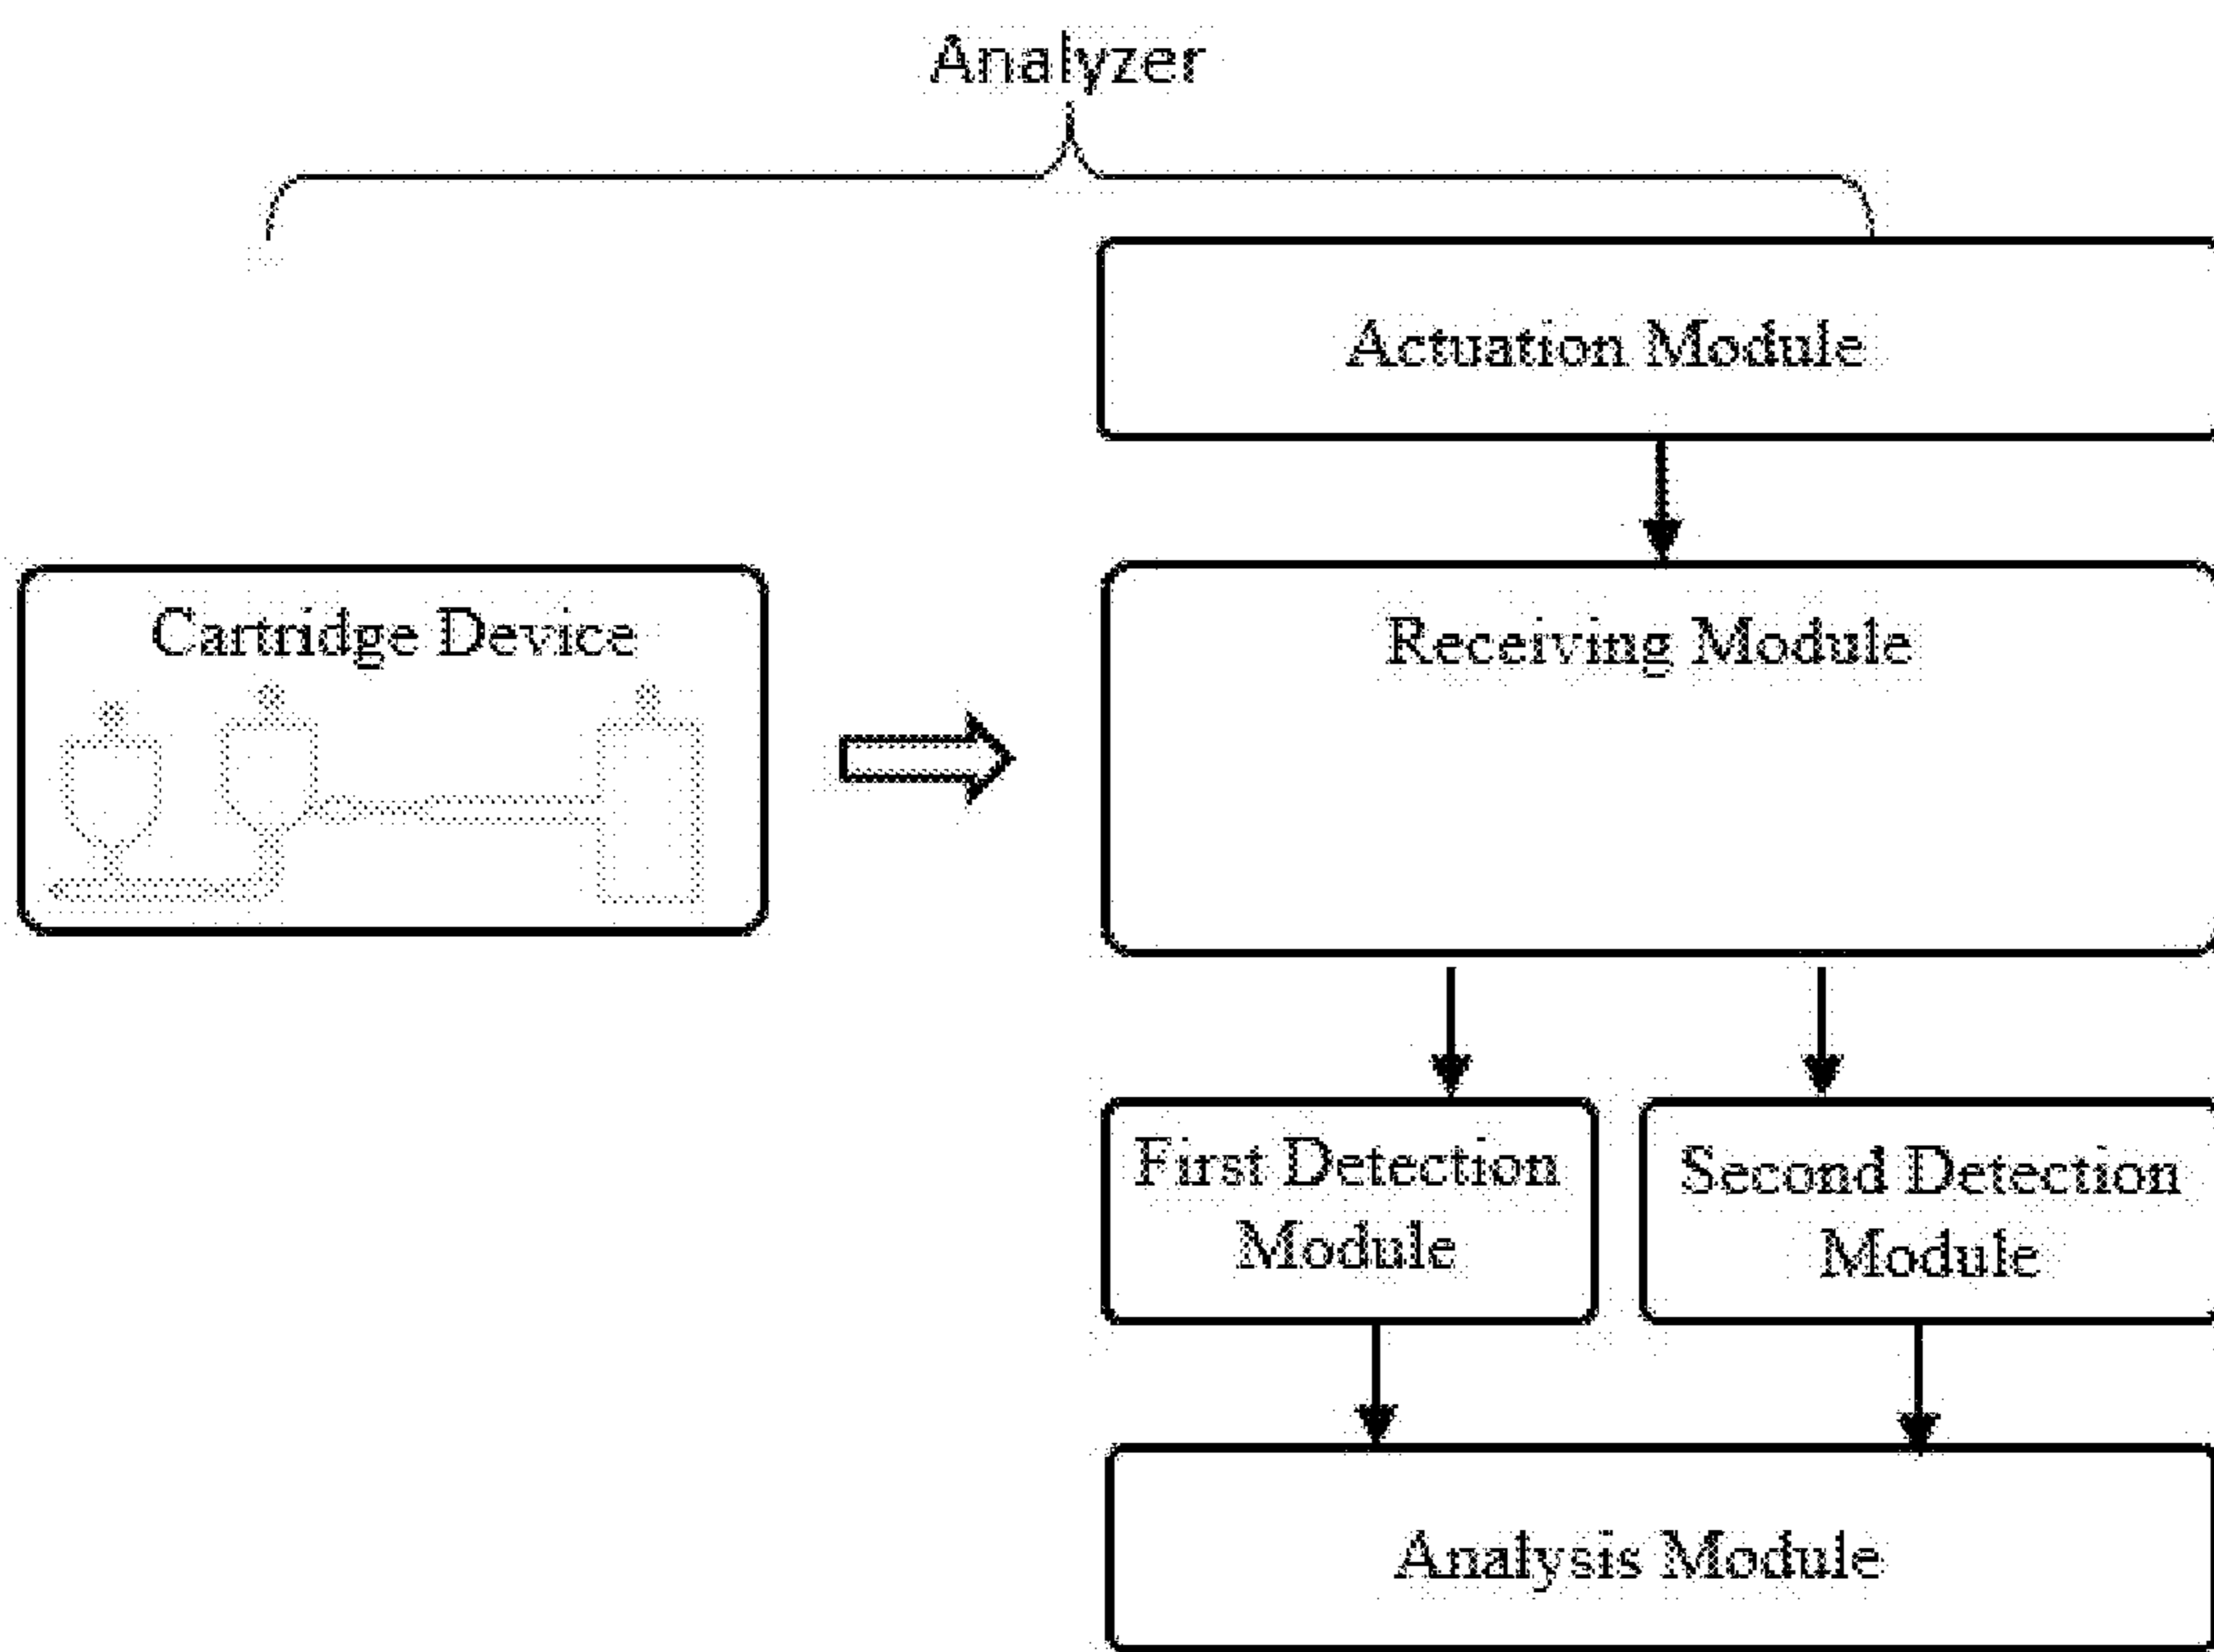 Analyzer
Actuation Module
Cartridge Device
Receiving Module
First Detection
Module
Second Detection
Module
Analysis Module